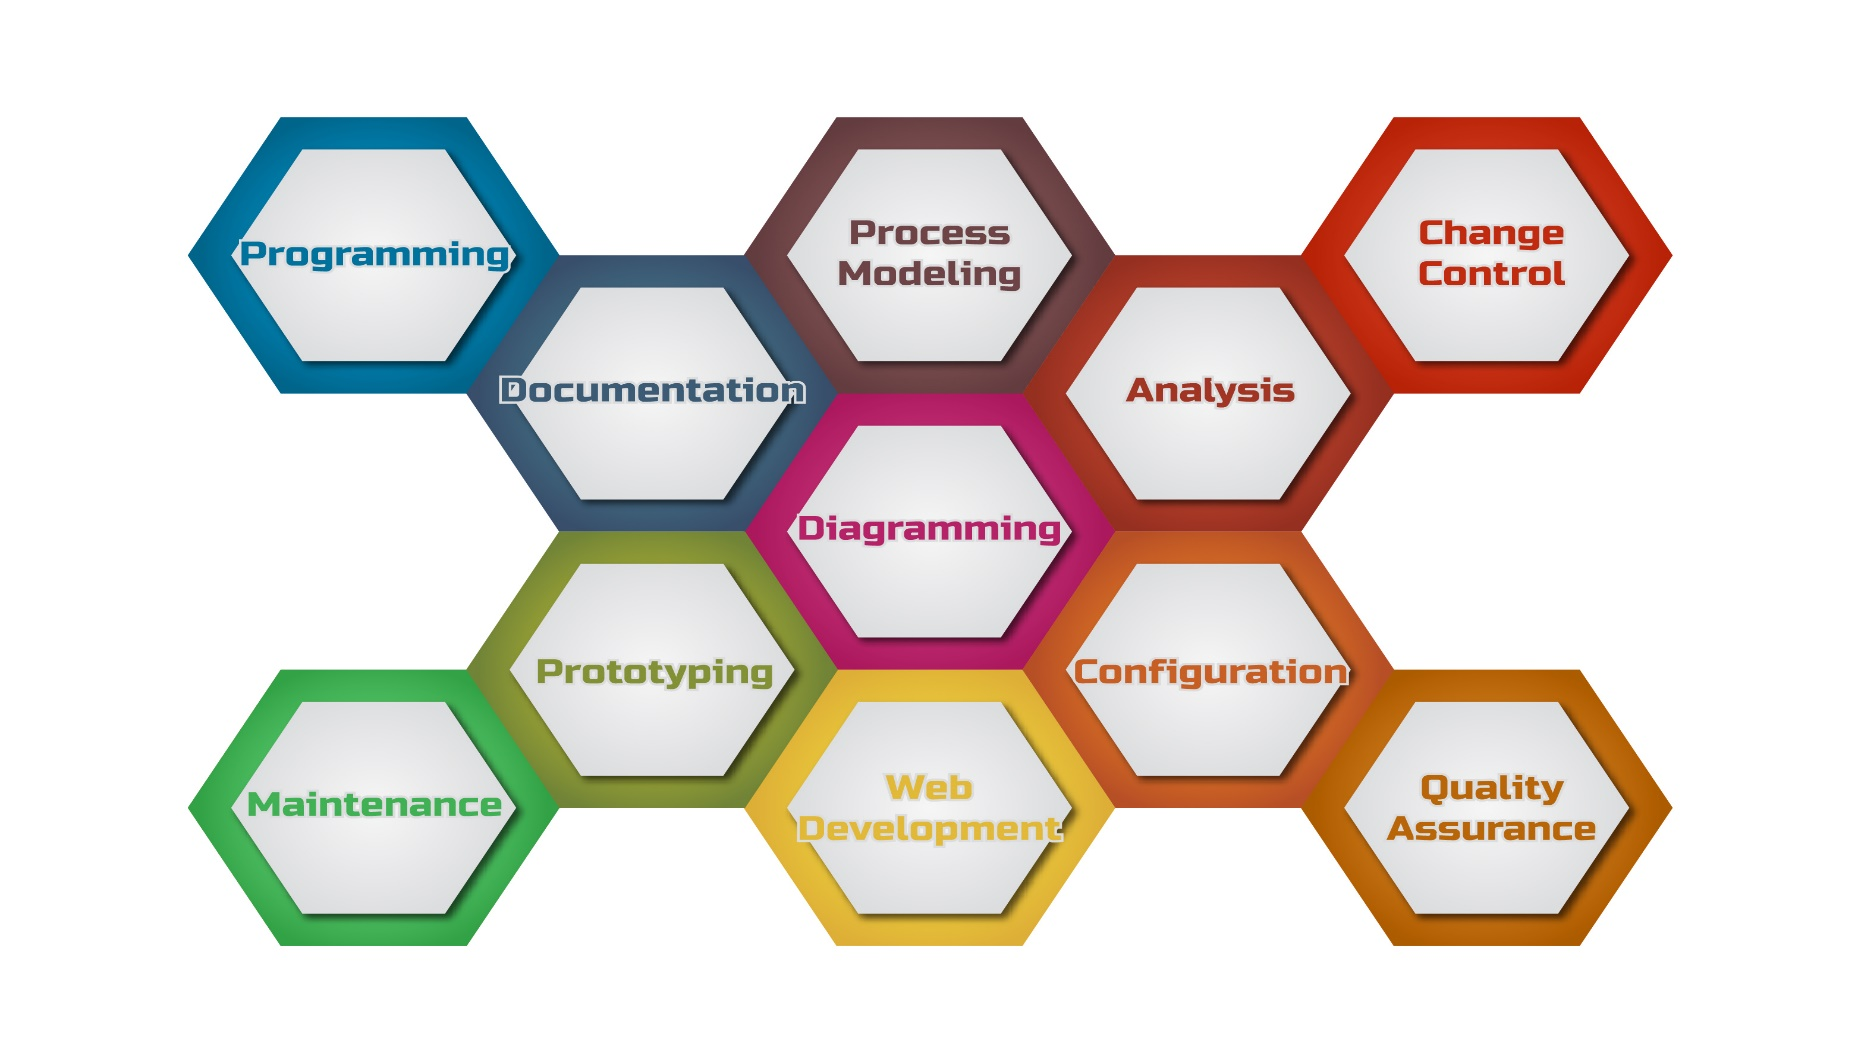 Programming
Process
Modeling
Change
Control
Documentation
Analysis
Diagramming
Prototyping
Configuration
Maintenance
Web
Development
Quality
Assurance